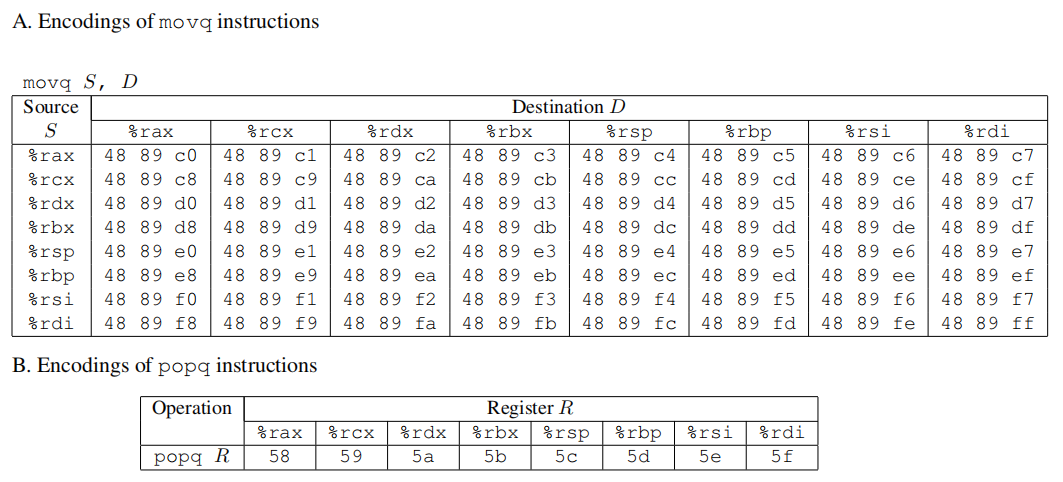 A. Encodings of movq instructions
movq S, D
Source Destination D
S %rax %rcx %rdx %rbx %rsp %rbp %rsi %rdi
%rax 48 89 c0 48 89 c1 48 89 c2 48 89 c3 48 89 c4 48 89 c5 48 89 c6 48 89 c7
%rcx 48 89 c8 48 89 c9 48 89 ca 48 89 cb 48 89 cc 48 89 cd 48 89 ce 48 89 cf
%rdx 48 89 d0 48 89 d1 48 89 d2 48 89 d3 48 89 d4 48 89 d5 48 89 d6 48 89 d7
%rbx 48 89 d8 48 89 d9 48 89 da 48 89 db 48 89 dc 48 89 dd 48 89 de 48 89 df
%rsp 48 89 e0 48 89 e1 48 89 e2 48 89 e3 48 89 e4 48 89 e5 48 89 e6 48 89 e7
%rbp 48 89 e8 48 89 e9 48 89 ea 48 89 eb 48 89 ec 48 89 ed 48 89 ee 48 89 ef
%rsi 48 89 f0 48 89 f1 48 89 f2 48 89 f3 48 89 f4 48 89 f5 48 89 f6 48 89 f7
%rdi 48 89 f8 48 89 f9 48 89 fa 48 89 fb 48 89 fc 48 89 fd 48 89 fe 48 89 ff
B. Encodings of popq instructions
Operation Register R
%rax %rcx %rdx %rbx %rsp %rbp %rsi %rdi
popq R 58 59 5a 5b 5c 5d 5e 5f